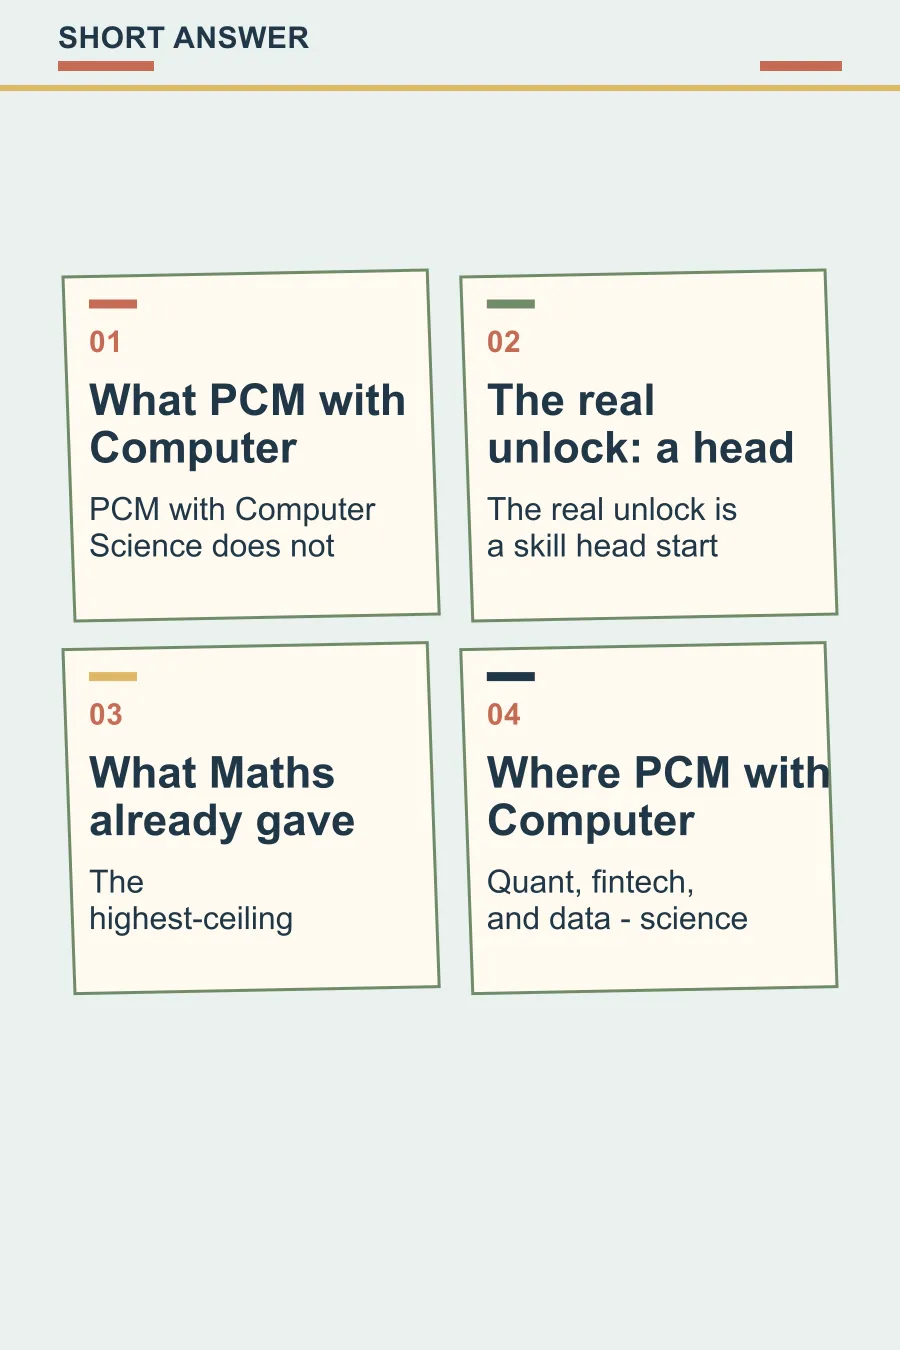 SHORT ANSWER
01
What PCM with
Computer
PCM with Computer
Science does not
02
The real
unlock: a head
The real unlock is
a skill head start
03
What Maths
already gave
The
highest-ceiling
04
Where PCM with
Computer
Quant, fintech,
and data - science